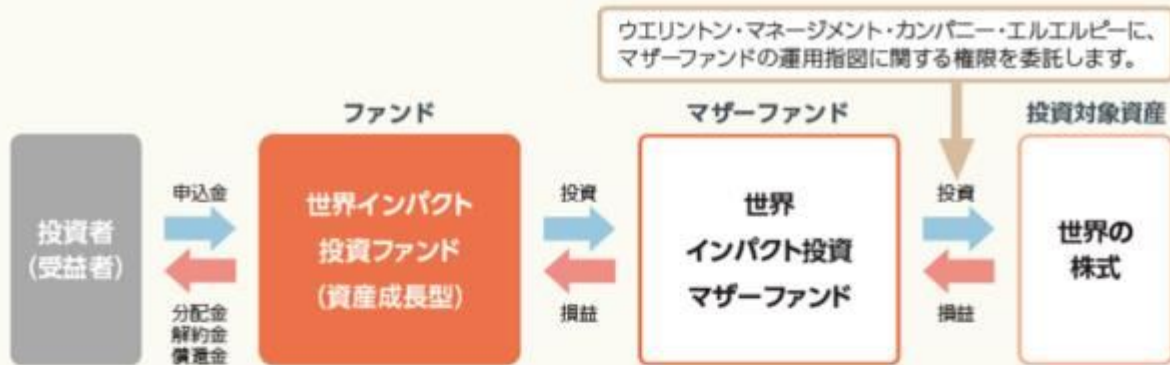 ウエリントン・マネージメント・カンパニー・エルエルピーに、
マザーファンドの運用指図に関する権限を委託します。
ファンド
マザーファンド
投資対象資産
投資者
(受益者)
申込金
分配金
解約金
償還金
世界インパクト
投資ファンド
(資産成長型)
投資
損益
世界
インパクト投資
マザーファンド
投資
損益
世界の
株式